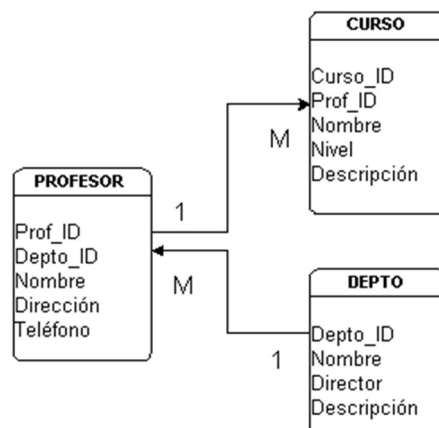 CURSO
Curso_ID
Prof_ID
Nombre
Nivel
Descripción
M
1
PROFESOR
Prof_ID
Depto_ID
Nombre
Dirección
Teléfono
M
1
DEPTO
Depto_ID
Nombre
Director
Descripción